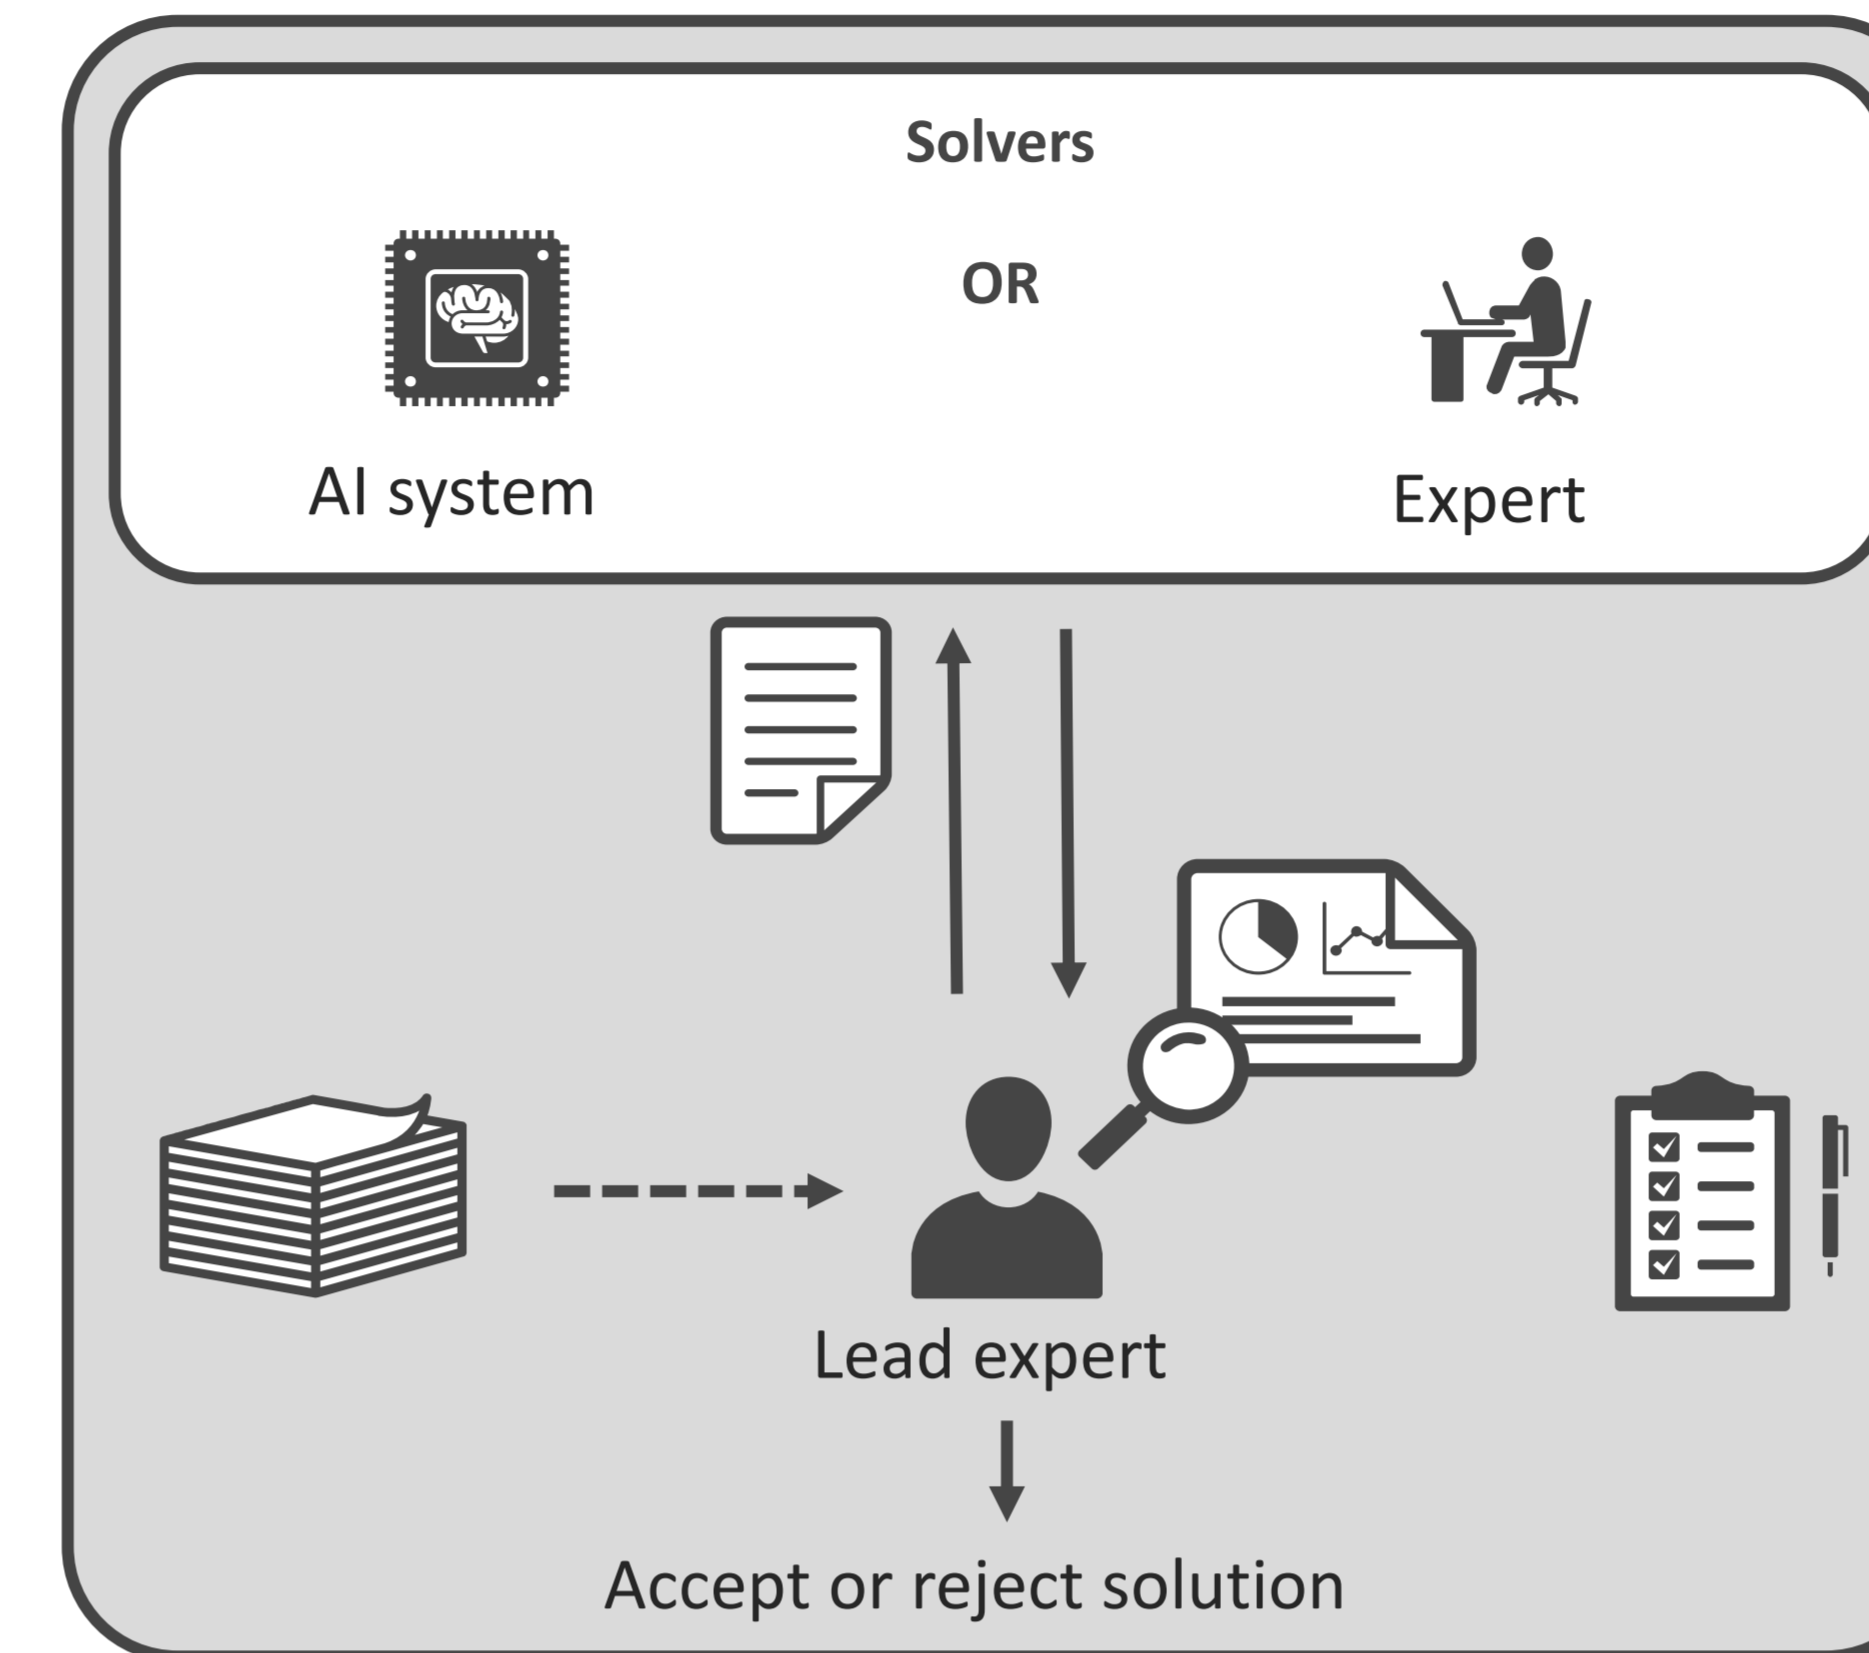 Solvers
OR
AI system
Expert
Lead expert
Accept or reject solution